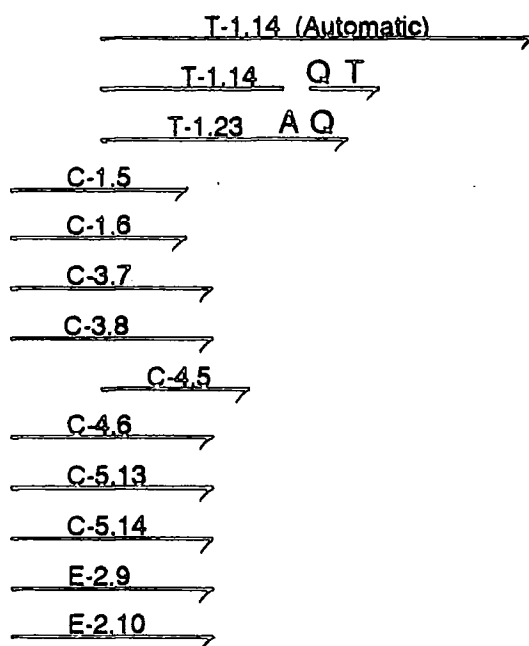 T-1,14 (Automatic)
T-1,14 Q T
T-1,23 A Q
C-1,5
C-1,6
C-3,7
C-3,8
C-4,5
C-4,6
C-5,13
C-5,14
E-2,9
E-2,10